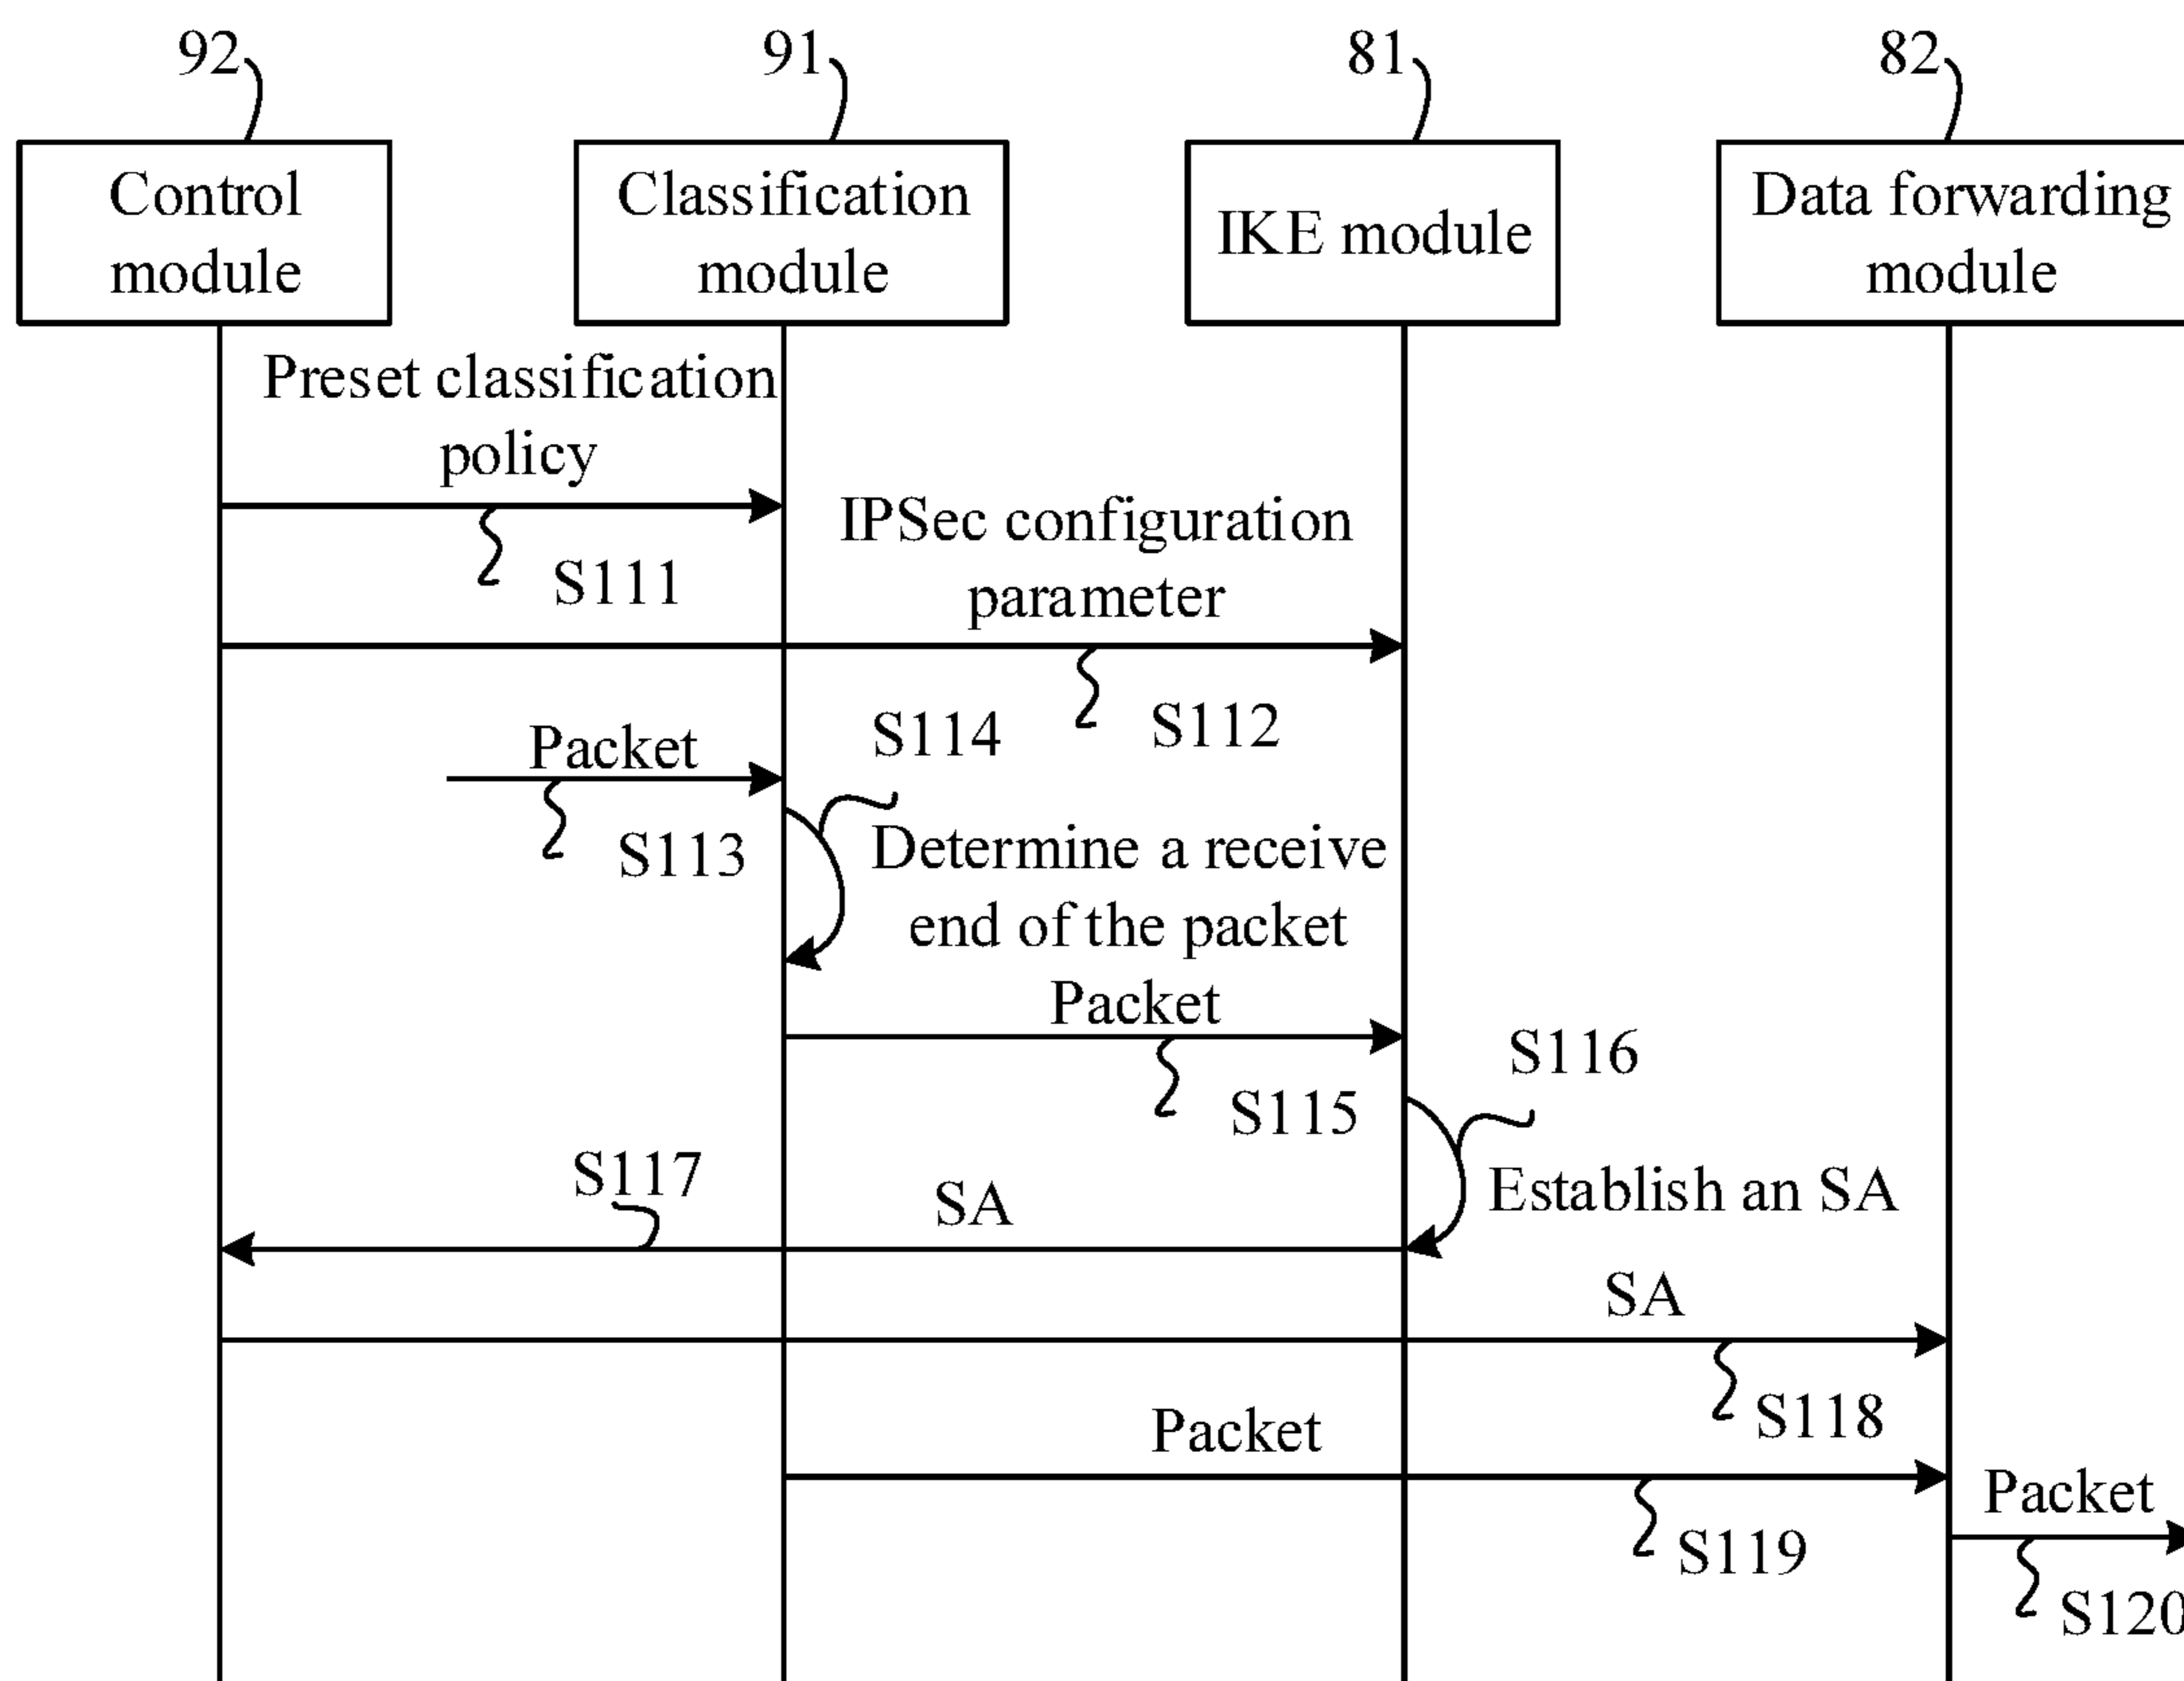 92
91
81
82
Control
module
Classification
module
IKE module
Data forwarding
module
Preset classification
policy
S111
IPSec configuration
parameter
S112
Packet
S113
S114
Determine a receive
end of the packet
Packet
S115
S116
Establish an SA
S117
SA
SA
S118
Packet
S119
Packet
S120